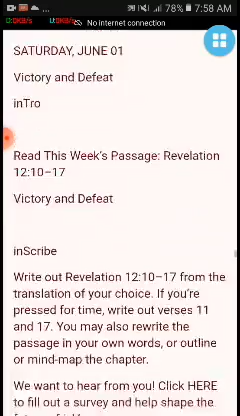 U:0KB/s U:0KB/s No internet connection 78% 7:58 AM
SATURDAY, JUNE 01
Victory and Defeat
inTro
Read This Week's Passage: Revelation
12:10–17
Victory and Defeat
inScribe
Write out Revelation 12:10–17 from the
translation of your choice. If you're
pressed for time, write out verses 11
and 17. You may also rewrite the
passage in your own words, or outline
or mind-map the chapter.
We want to hear from you! Click HERE
to fill out a survey and help shape the